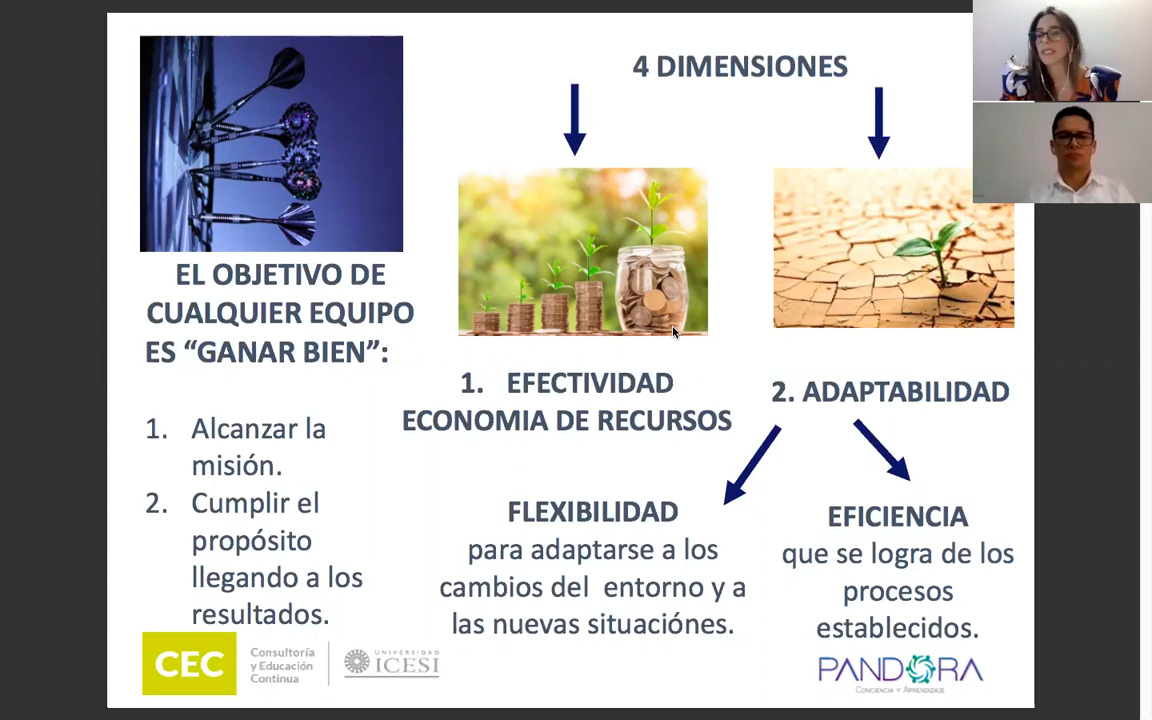 4 DIMENSIONES
EL OBJETIVO DE
CUALQUIER EQUIPO
ES “GANAR BIEN”:
1. Alcanzar la
misión.
2. Cumplir el
propósito
llegando a los
resultados.
1. EFECTIVIDAD
ECONOMIA DE RECURSOS
2. ADAPTABILIDAD
FLEXIBILIDAD
para adaptarse a los
cambios del entorno y a
las nuevas situaciónes.
EFICIENCIA
que se logra de los
procesos
establecidos.
CEC
Consultoría
y Educación
Continua
UNIVERSIDAD
ICESI
PANDORA
CONCIENCIA Y APRENDIZAJE